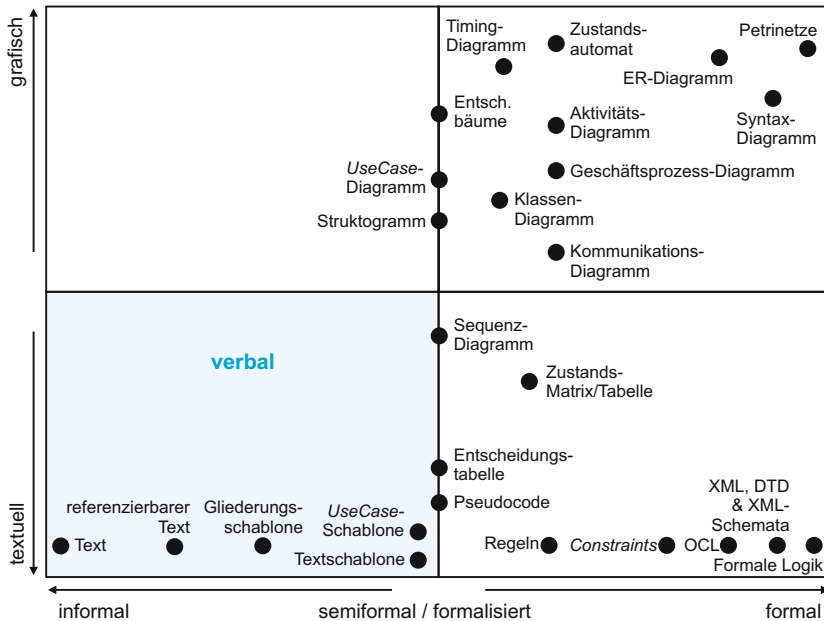 grafisch
Timing-
Diagramm
Zustands-
automat
Petrinetze
ER-Diagramm
Entsch.
bäume
Aktivitäts-
Diagramm
Syntax-
Diagramm
UseCase-
Diagramm
Geschäftsprozess-Diagramm
Struktogramm
Klassen-
Diagramm
Kommunikations-
Diagramm
textuell
verbal
Sequenz-
Diagramm
Zustands-
Matrix/Tabelle
Entscheidungs-
tabelle
Pseudocode
referenzierbarer
Text
Gliederungs-
schablone
UseCase-
Schablone
Text
Textschablone
Regeln
Constraints
OCL
XML, DTD
& XML-
Schemata
Formale Logik
informal
semiformal / formalisiert
formal